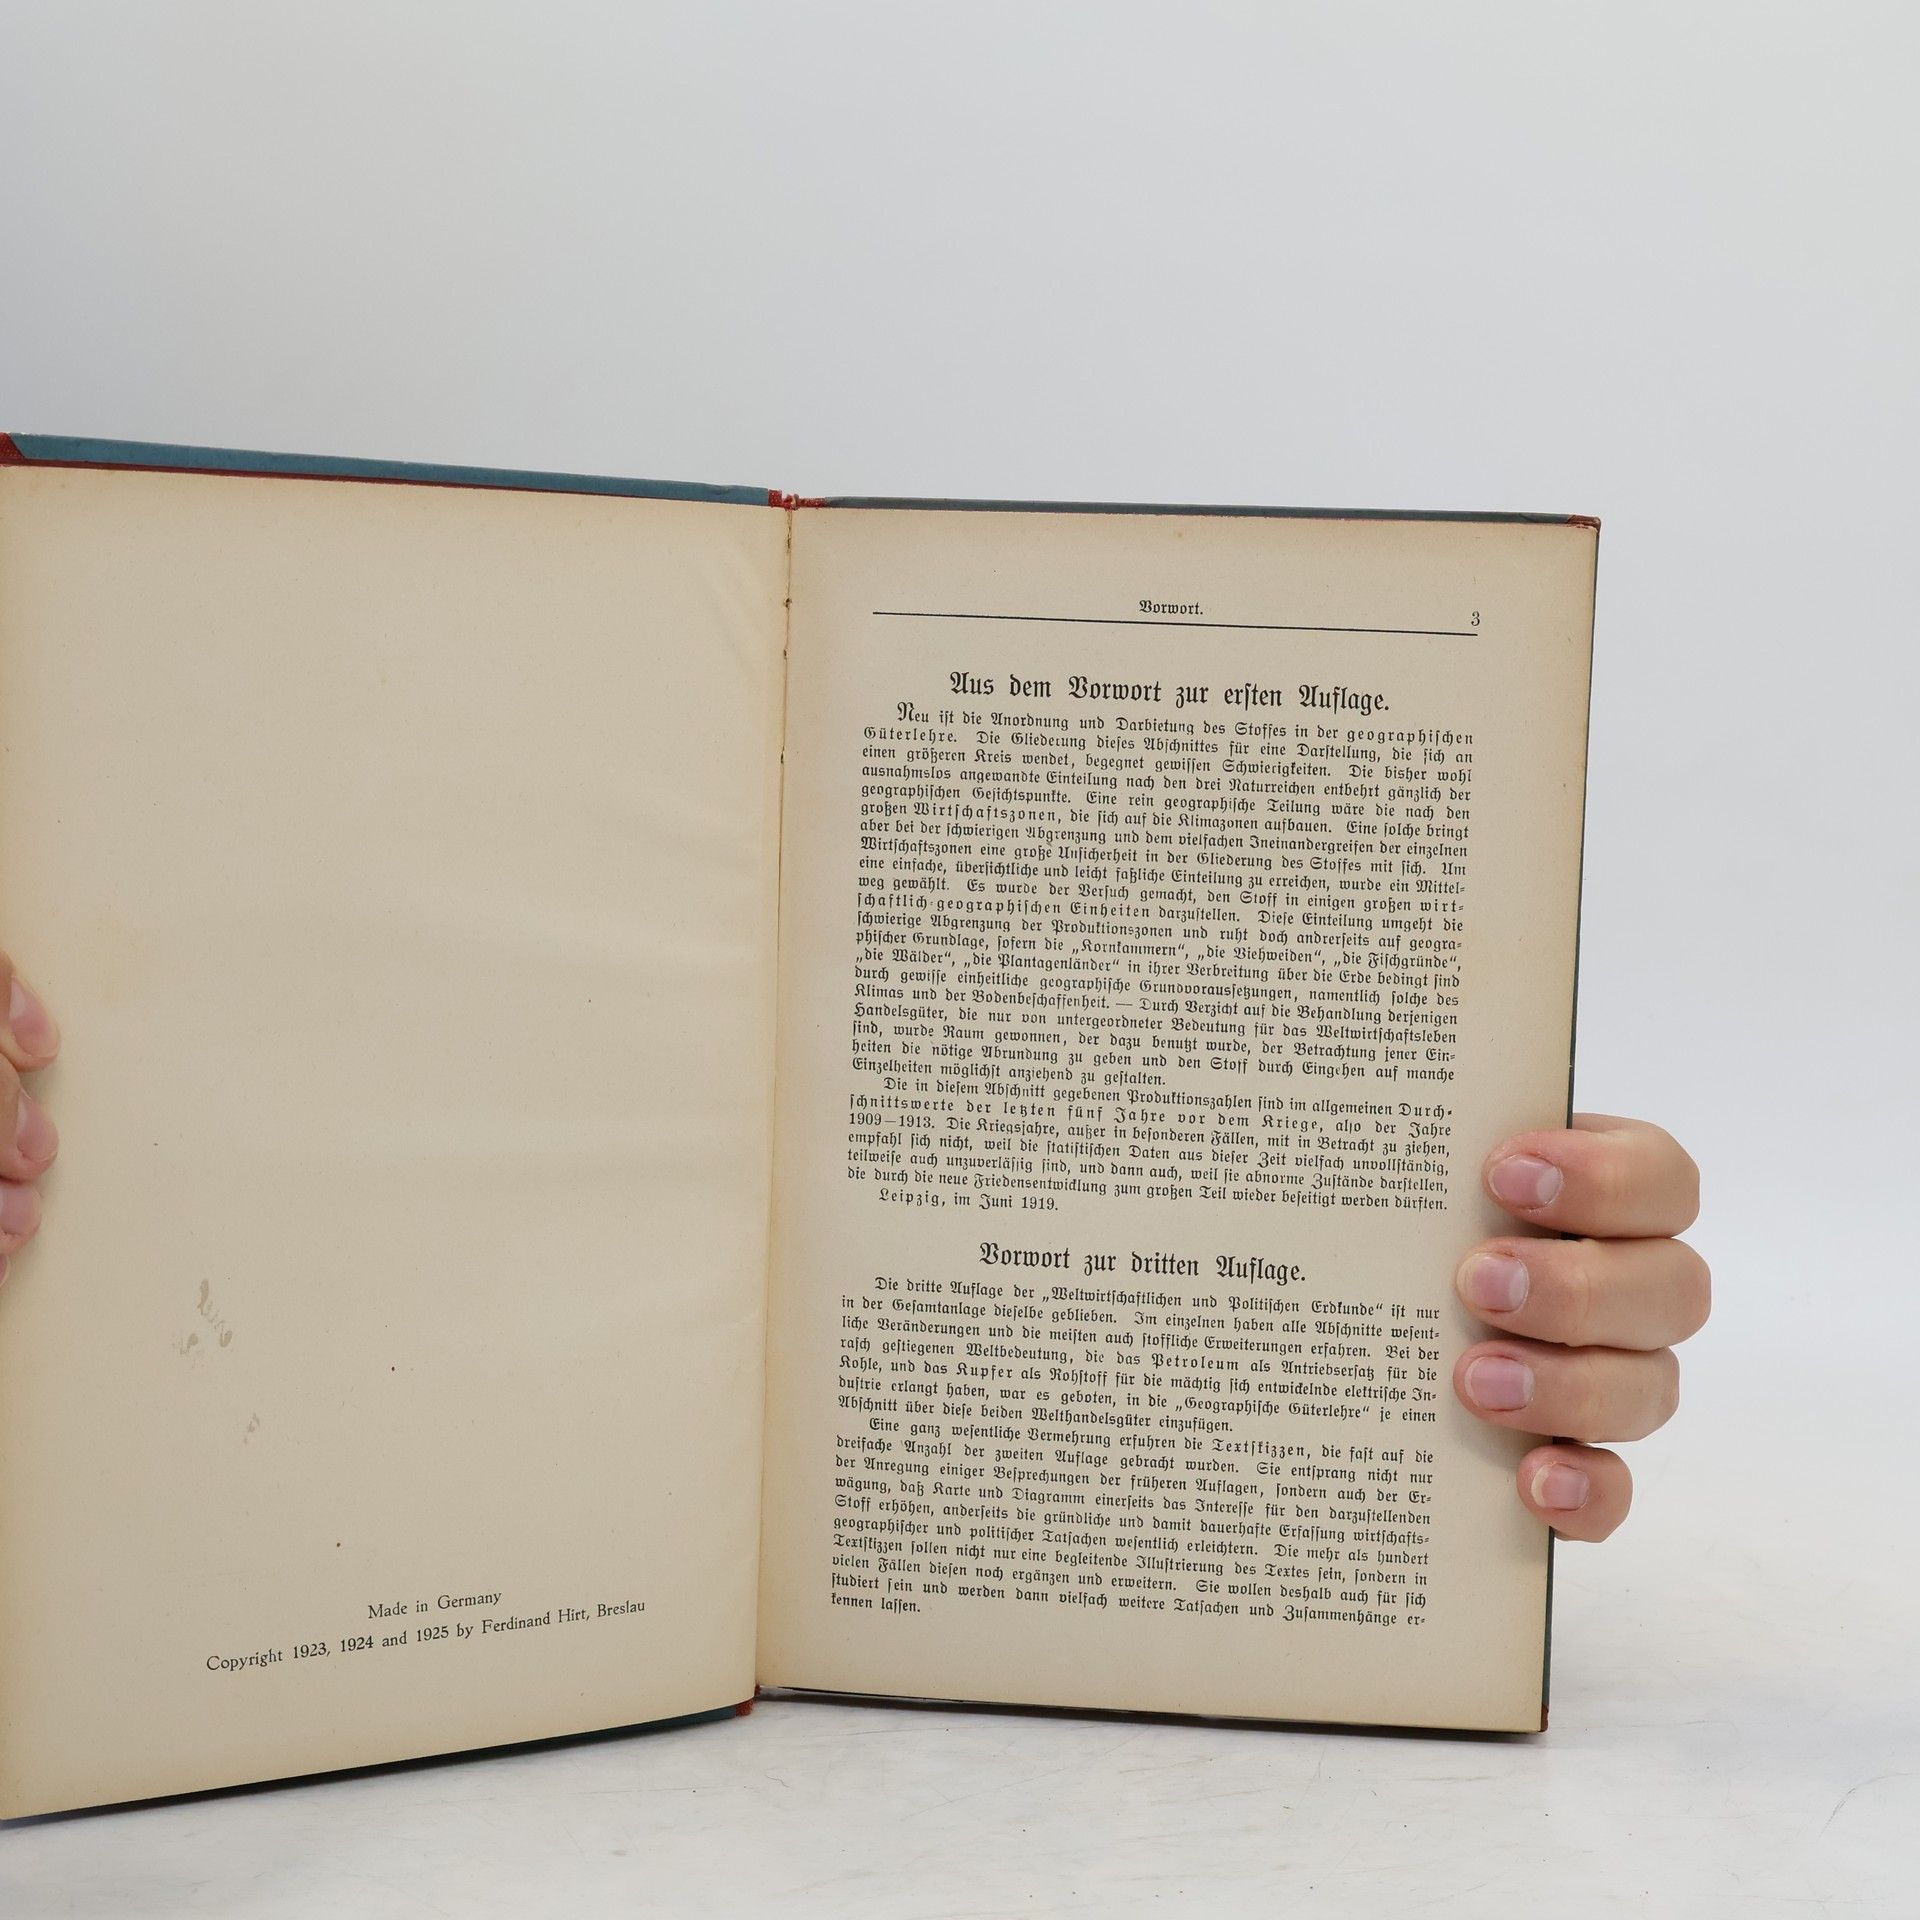 Made in Germany
Copyright 1923, 1924 and 1925 by Ferdinand Hirt, Breslau
Vorwort.
3
Aus dem Vorwort zur ersten Auflage.
Neu ist die Anordnung und Darbietung des Stoffes in der geographischen
Güterlehre. Die Gliederung dieses Abschnittes für eine Darstellung, die sich an
einen größeren Kreis wendet, begegnet gewissen Schwierigkeiten. Die bisher wohl
ausnahmslos angewandte Einteilung nach den drei Naturreichen entbehrt gänzlich der
geographischen Gesichtspunkte. Eine rein geographische Teilung wäre die nach den
großen Wirtschaftszonen, die sich auf die Klimazonen aufbauen. Eine solche bringt
aber bei der schwierigen Abgrenzung und dem vielfachen Ineinandergreifen der einzelnen
Wirtschaftszonen eine große Unsicherheit in der Gliederung des Stoffes mit sich. Um
eine einfache, übersichtliche und leicht faßliche Einteilung zu erreichen, wurde ein Mittel-
weg gewählt. Es wurde der Versuch gemacht, den Stoff in einigen großen wirt-
schaftlich-geographischen Einheiten darzustellen. Diese Einteilung umgeht die
schwierige Abgrenzung der Produktionszonen und ruht doch andrerseits auf geogra-
phischer Grundlage, sofern die „Kornkammern“, „die Viehweiden“, „die Fischgründe“,
„die Wälder“, „die Plantagenländer“ in ihrer Verbreitung über die Erde bedingt sind
durch gewisse einheitliche geographische Grundvoraussetzungen, namentlich solche des
Klimas und der Bodenbeschaffenheit. — Durch Verzicht auf die Behandlung derjenigen
Handelsgüter, die nur von untergeordneter Bedeutung für das Weltwirtschaftsleben
sind, wurde Raum gewonnen, der dazu benutzt wurde, der Betrachtung jener Ein-
heiten die nötige Abrundung zu geben und den Stoff durch Eingehen auf manche
Einzelheiten möglichst anziehend zu gestalten.
Die in diesem Abschnitt gegebenen Produktionszahlen sind im allgemeinen Durch-
schnittswerte der letzten fünf Jahre vor dem Kriege, also der Jahre
1909—1913. Die Kriegsjahre, außer in besonderen Fällen, mit in Betracht zu ziehen,
empfahl sich nicht, weil die statistischen Daten aus dieser Zeit vielfach unvollständig,
teilweise auch unzuverlässig sind, und dann auch, weil sie abnorme Zustände darstellen,
die durch die neue Friedensentwicklung zum großen Teil wieder beseitigt werden dürften.
Leipzig, im Juni 1919.
Vorwort zur dritten Auflage.
Die dritte Auflage der „Weltwirtschaftlichen und Politischen Erdkunde“ ist nur
in der Gesamtanlage dieselbe geblieben. Im einzelnen haben alle Abschnitte wesent-
liche Veränderungen und die meisten auch stoffliche Erweiterungen erfahren. Bei der
rasch gestiegenen Weltbedeutung, die das Petroleum als Antriebsersatz für die
Kohle, und das Kupfer als Rohstoff für die mächtig sich entwickelnde elektrische In-
dustrie erlangt haben, war es geboten, in die „Geographische Güterlehre“ je einen
Abschnitt über diese beiden Welthandelsgüter einzufügen.
Eine ganz wesentliche Vermehrung erfuhren die Textskizzen, die fast auf die
dreifache Anzahl der zweiten Auflage gebracht wurden. Sie entsprang nicht nur
der Anregung einiger Besprechungen der früheren Auflagen, sondern auch der Er-
wägung, daß Karte und Diagramm einerseits das Interesse für den darzustellenden
Stoff erhöhen, anderseits die gründliche und damit dauerhafte Erfassung wirtschafts-
geographischer und politischer Tatsachen wesentlich erleichtern. Die mehr als hundert
Textskizzen sollen nicht nur eine begleitende Illustrierung des Textes sein, sondern in
vielen Fällen diesen noch ergänzen und erweitern. Sie wollen deshalb auch für sich
studiert sein und werden dann vielfach weitere Tatsachen und Zusammenhänge er-
kennen lassen.